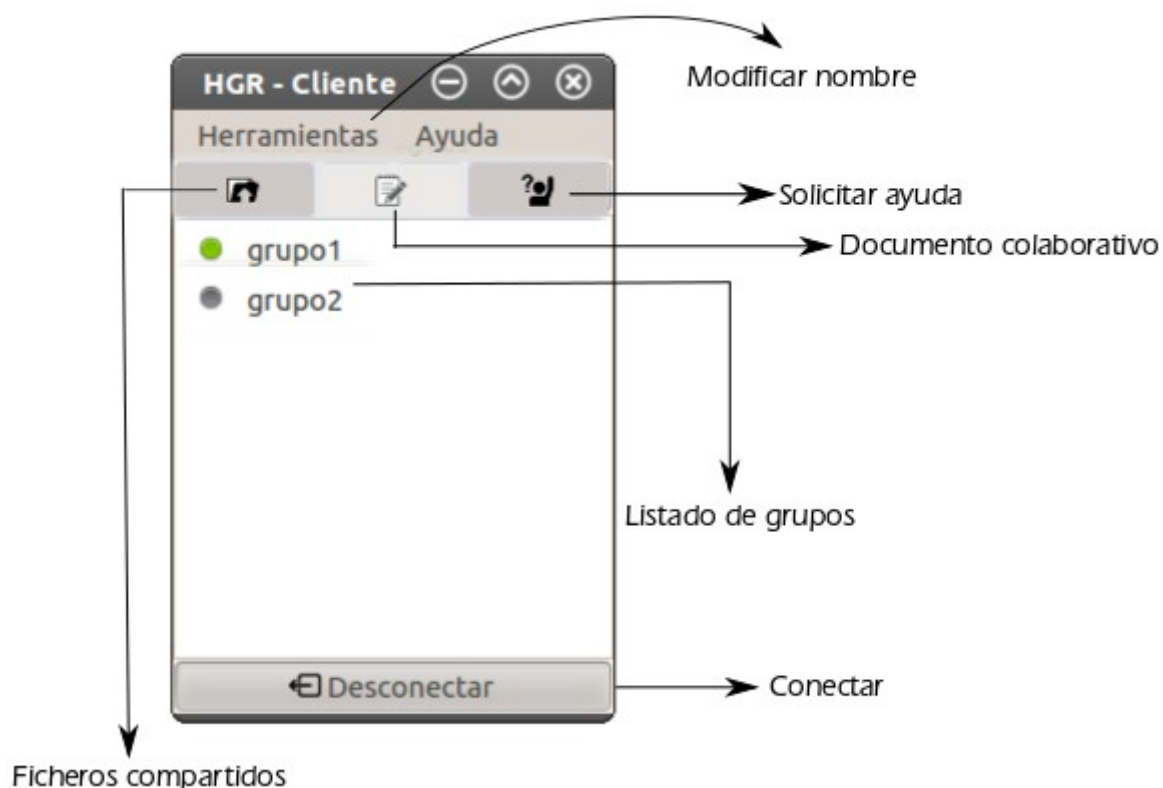 Modificar nombre
HGR - Cliente
Herramientas Ayuda
?
Solicitar ayuda
Documento colaborativo
grupo1
grupo2
Listado de grupos
Desconectar
Conectar
Ficheros compartidos